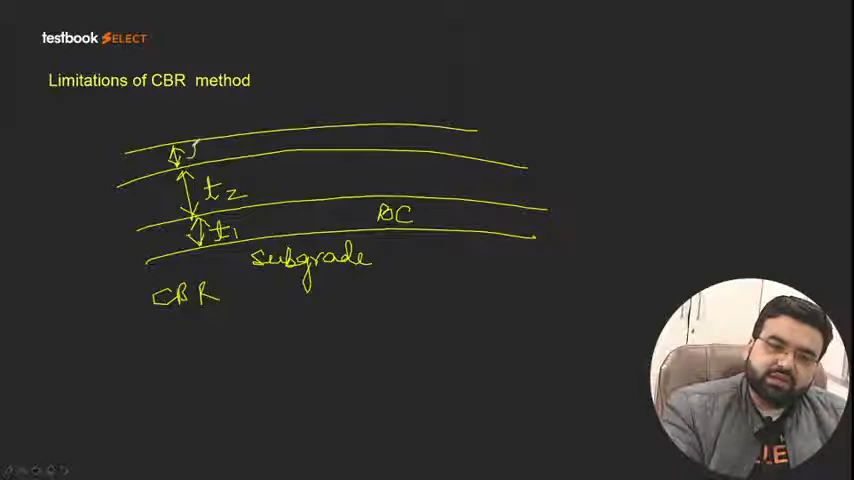 testbook SELECT
Limitations of CBR method
t2
BC
t1
subgrade
CBR